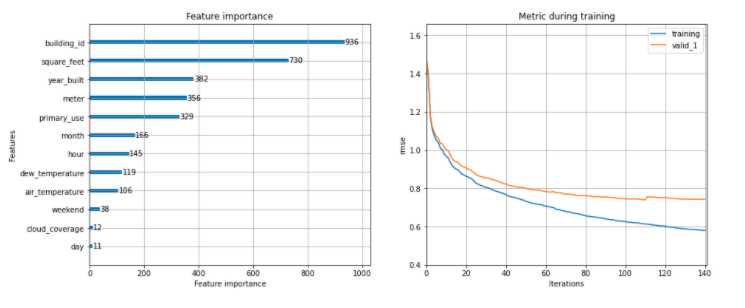 Feature importance
Features
building_id 936
square_feet 730
year_built 382
meter 356
primary_use 329
month 166
hour 145
dew_temperature 119
air_temperature 106
weekend 38
cloud_coverage 12
day 11
0 200 400 600 800 1000
Feature importance
Metric during training
training
valid_1
rmse
1.6
1.4
1.2
1.0
0.8
0.6
0.4
0 20 40 60 80 100 120 140
Iterations